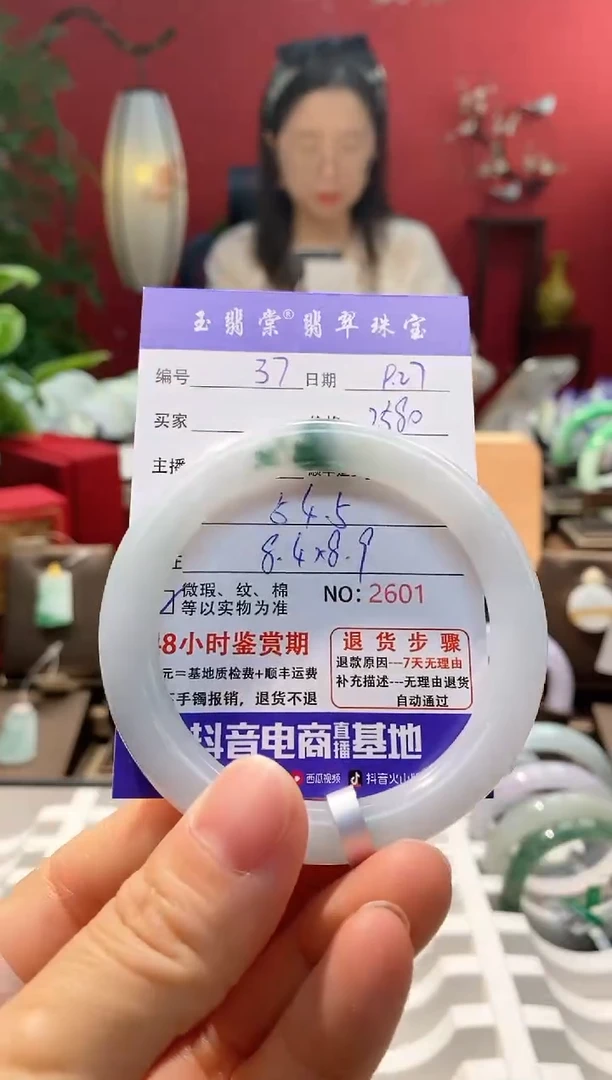 玉翡棠®翡翠珠宝
编号 37 日期 P.27
买家 2580
主播
54.5
8.4×8.9
微瑕、纹、棉
等以实物为准
NO: 2601
8小时鉴赏期
元=基地质检费+顺丰运费
手镯报销，退货不退
退货步骤
退款原因---7天无理由
补充描述---无理由退货
自动通过
抖音电商直播基地
西瓜视频 抖音火山